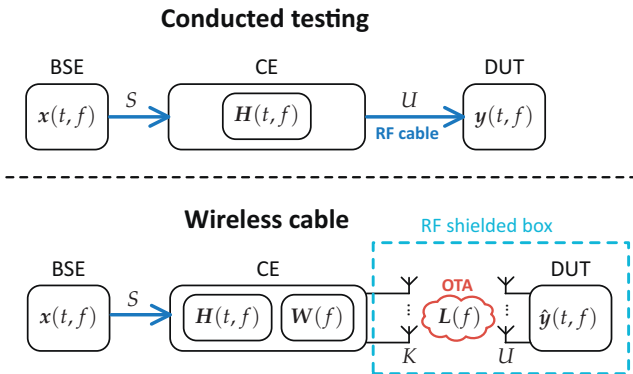 Conducted testing
BSE CE DUT
x(t, f) S H(t, f) U RF cable y(t, f)
Wireless cable
RF shielded box
BSE CE OTA DUT
x(t, f) S H(t, f) W(f) ... L(f) ... ŷ(t, f)
K U